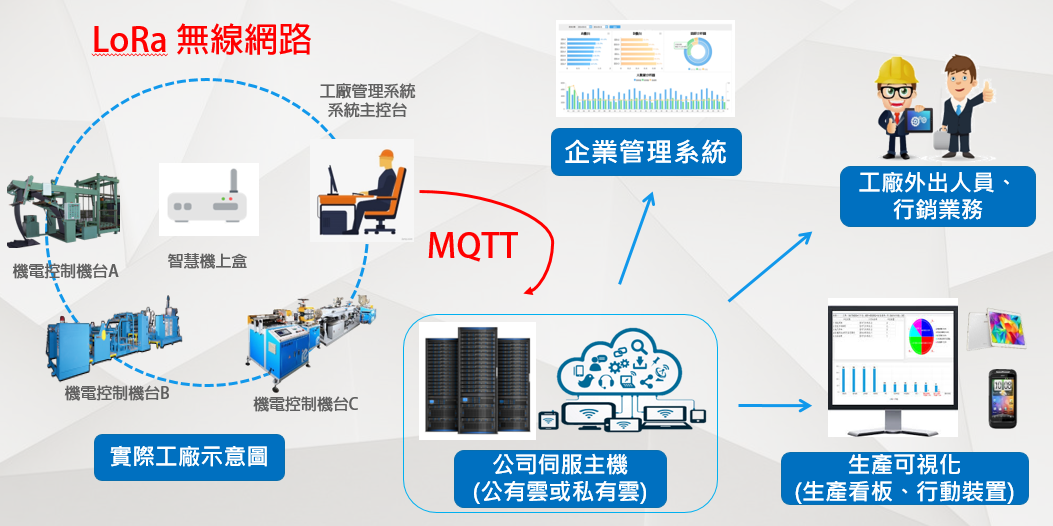 LoRa 無線網路
工廠管理系統
系統主控台
機電控制機台A
智慧機上盒
機電控制機台B
機電控制機台C
實際工廠示意圖
MQTT
企業管理系統
工廠外出人員、
行銷業務
公司伺服主機
(公有雲或私有雲)
生產可視化
(生產看板、行動裝置)